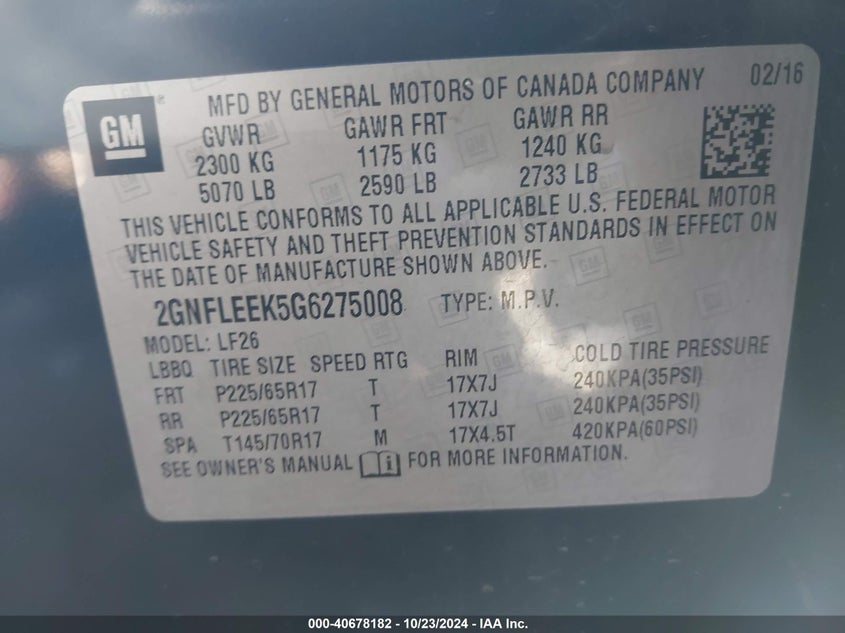 GM ® MFD BY GENERAL MOTORS OF CANADA COMPANY 02/16
GVWR GAWR FRT GAWR RR
2300 KG 1175 KG 1240 KG
5070 LB 2590 LB 2733 LB
THIS VEHICLE CONFORMS TO ALL APPLICABLE U.S. FEDERAL MOTOR
VEHICLE SAFETY AND THEFT PREVENTION STANDARDS IN EFFECT ON
THE DATE OF MANUFACTURE SHOWN ABOVE.
2GNFLEEK5G6275008 TYPE: M.P.V.
MODEL: LF26
LBBQ TIRE SIZE SPEED RTG RIM COLD TIRE PRESSURE
FRT P225/65R17 T 17X7J 240KPA(35PSI)
RR P225/65R17 T 17X7J 240KPA(35PSI)
SPA T145/70R17 M 17X4.5T 420KPA(60PSI)
SEE OWNER'S MANUAL FOR MORE INFORMATION.
000-40678182 - 10/23/2024 - IAA Inc.